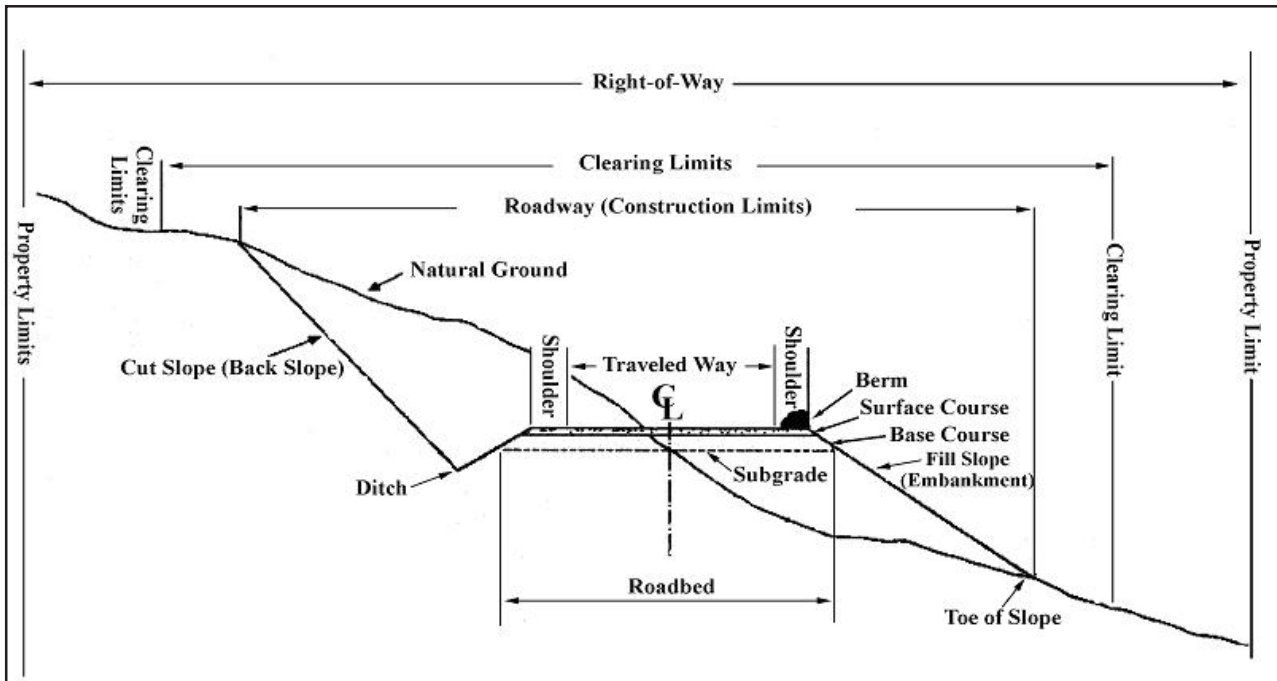 Right-of-Way
Clearing Limits
Clearing
Limits
Roadway (Construction Limits)
Property Limits
Natural Ground
Clearing Limit
Property Limit
Cut Slope (Back Slope)
Shoulder
Traveled Way
Shoulder
Berm
CL
Surface Course
Base Course
Subgrade
Fill Slope
(Embankment)
Ditch
Roadbed
Toe of Slope